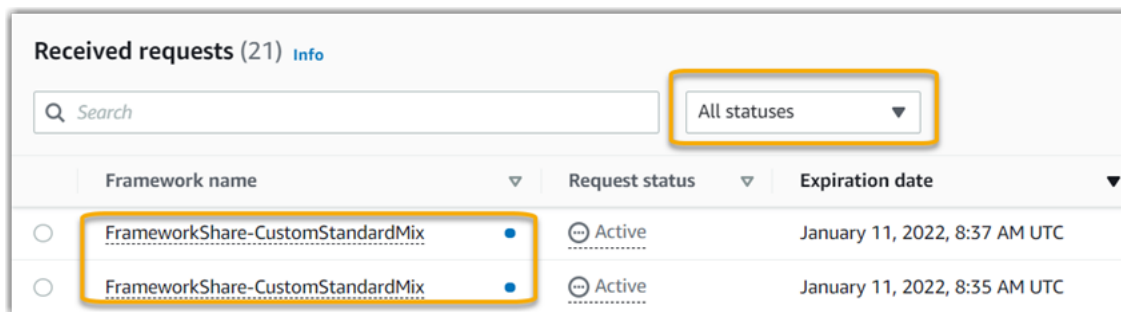 Received requests (21) Info
Search
All statuses
Framework name Request status Expiration date
FrameworkShare-CustomStandardMix Active January 11, 2022, 8:37 AM UTC
FrameworkShare-CustomStandardMix Active January 11, 2022, 8:35 AM UTC